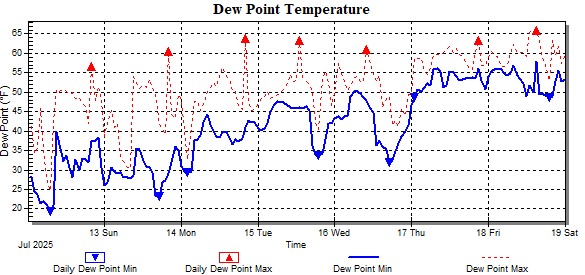 Dew Point Temperature
Dew Point (°F)
65
60
55
50
45
40
35
30
25
20
13 Sun 14 Mon 15 Tue 16 Wed 17 Thu 18 Fri 19 Sat
Jul 2025 Time
Daily Dew Point Min Daily Dew Point Max Dew Point Min Dew Point Max